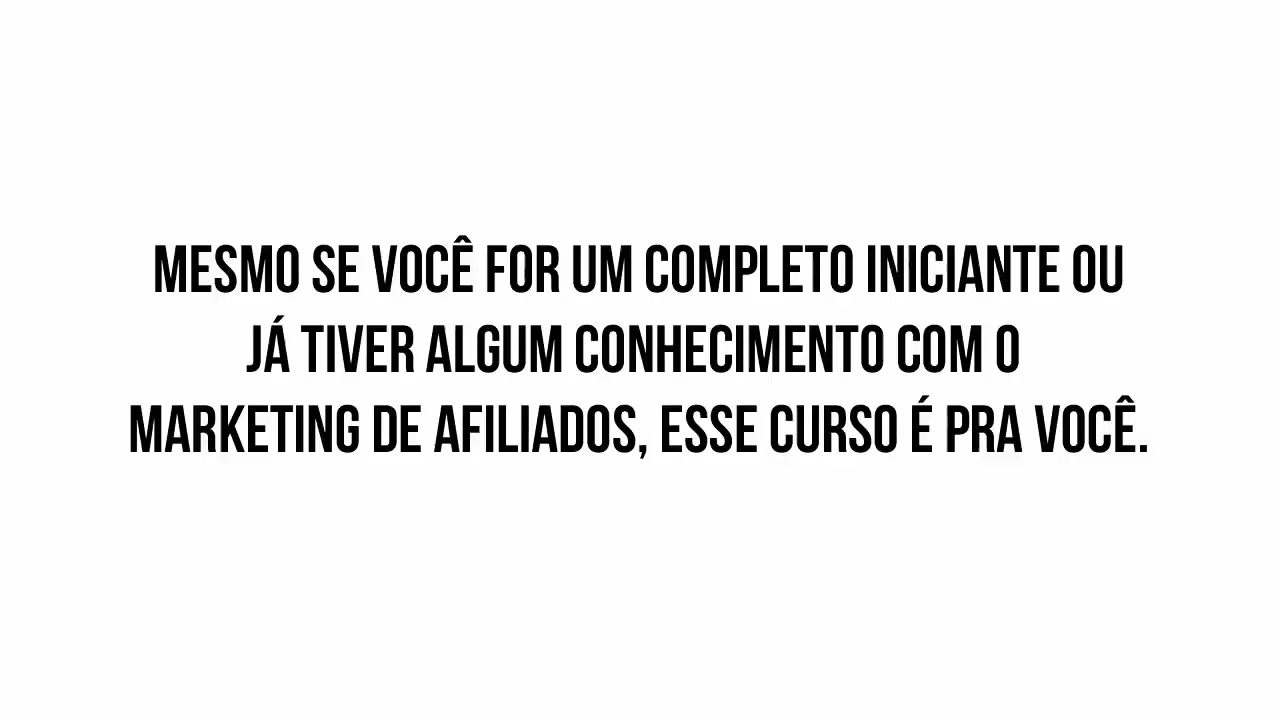 MESMO SE VOCÊ FOR UM COMPLETO INICIANTE OU
JÁ TIVER ALGUM CONHECIMENTO COM O
MARKETING DE AFILIADOS, ESSE CURSO É PRA VOCÊ.